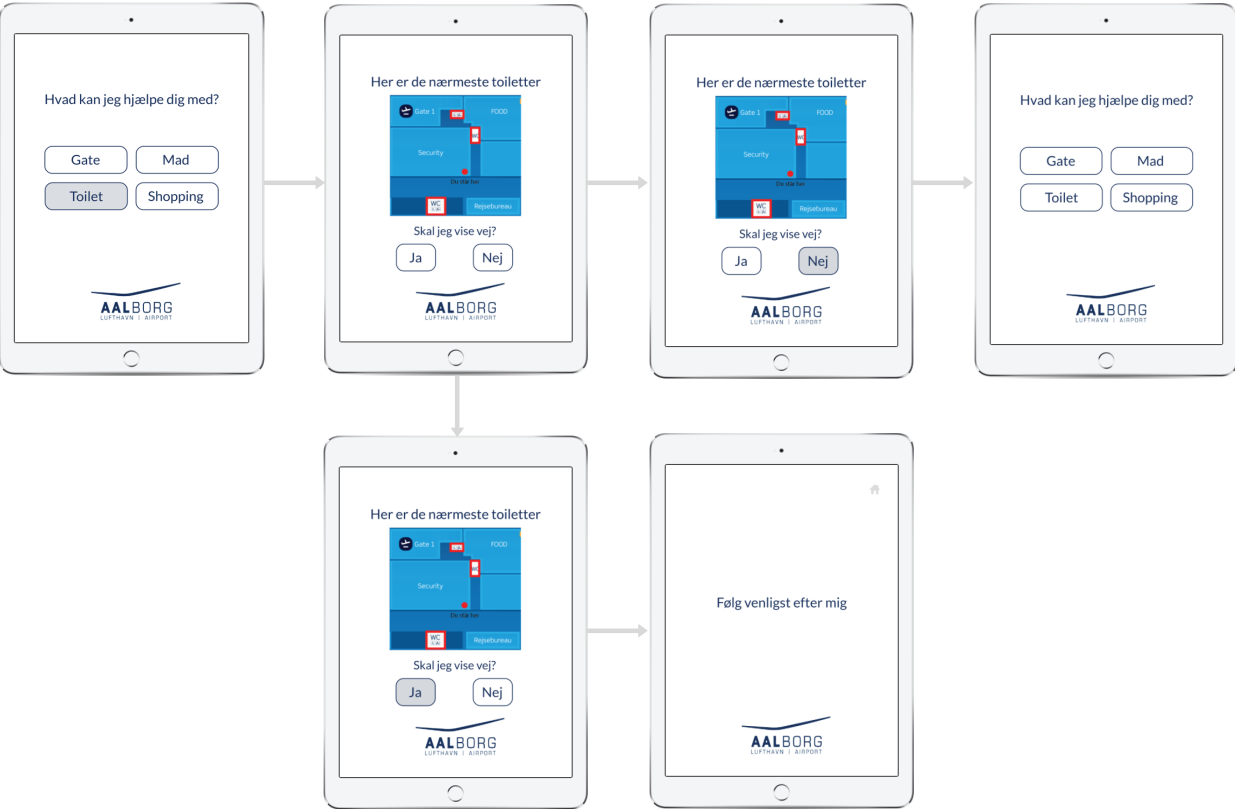 Hvad kan jeg hjælpe dig med?
Gate
Mad
Toilet
Shopping
AALBORG
LUFTHAVN | AIRPORT
Her er de nærmeste toiletter
Gate 1
FOOD
WC
Security
Du står her
WC
Rejsebureau
Skal jeg vise vej?
Ja
Nej
AALBORG
LUFTHAVN | AIRPORT
Her er de nærmeste toiletter
Gate 1
FOOD
WC
Security
Du står her
WC
Rejsebureau
Skal jeg vise vej?
Ja
Nej
AALBORG
LUFTHAVN | AIRPORT
Hvad kan jeg hjælpe dig med?
Gate
Mad
Toilet
Shopping
AALBORG
LUFTHAVN | AIRPORT
Her er de nærmeste toiletter
Gate 1
FOOD
WC
Security
Du står her
WC
Rejsebureau
Skal jeg vise vej?
Ja
Nej
AALBORG
LUFTHAVN | AIRPORT
Følg venligst efter mig
AALBORG
LUFTHAVN | AIRPORT